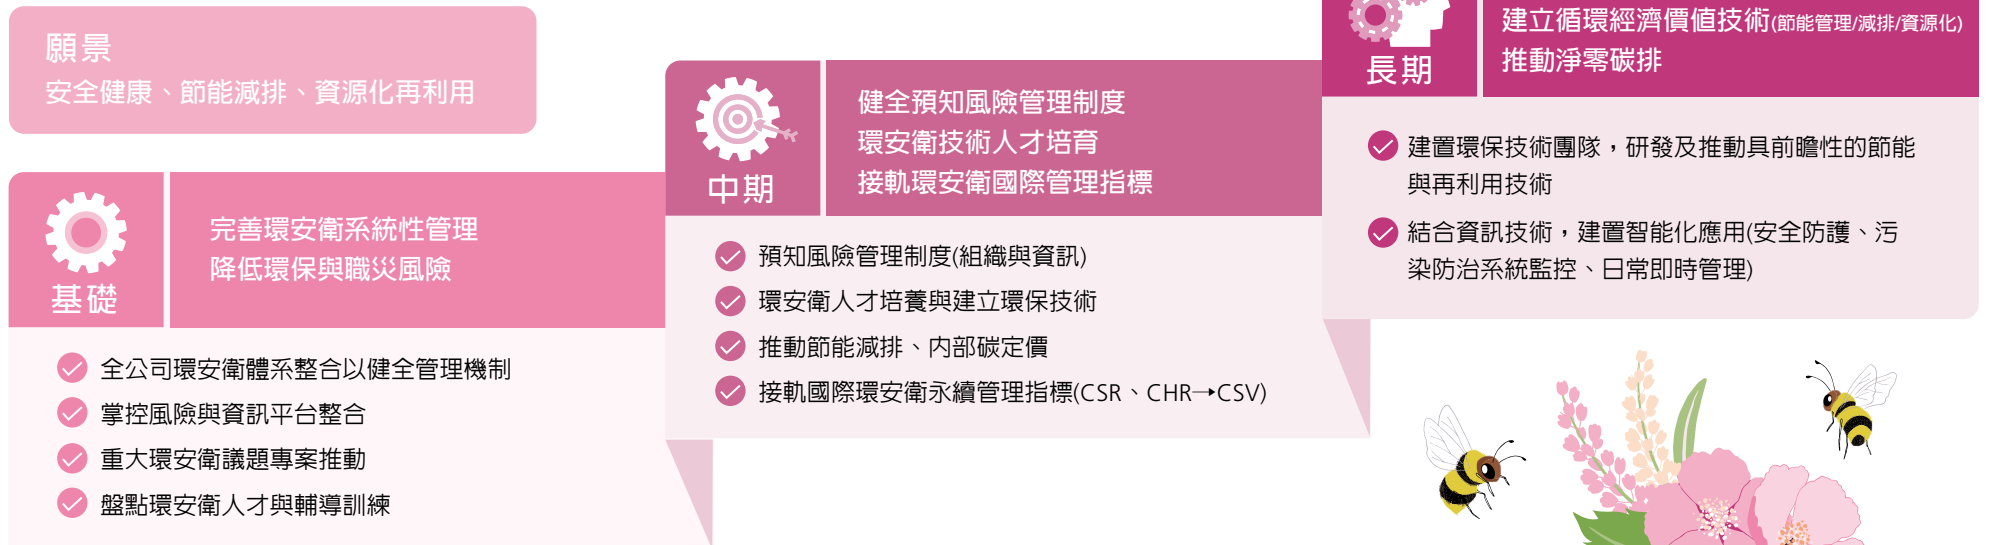 願景
安全健康、節能減排、資源化再利用
基礎
完善環安衛系統性管理
降低環保與職災風險
全公司環安衛體系整合以健全管理機制
掌控風險與資訊平台整合
重大環安衛議題專案推動
盤點環安衛人才與輔導訓練
中期
健全預知風險管理制度
環安衛技術人才培育
接軌環安衛國際管理指標
預知風險管理制度(組織與資訊)
環安衛人才培養與建立環保技術
推動節能減排、內部碳定價
接軌國際環安衛永續管理指標(CSR、CHR→CSV)
長期
建立循環經濟價值技術(節能管理/減排/資源化)
推動淨零碳排
建置環保技術團隊，研發及推動具前瞻性的節能
與再利用技術
結合資訊技術，建置智能化應用(安全防護、污
染防治系統監控、日常即時管理)